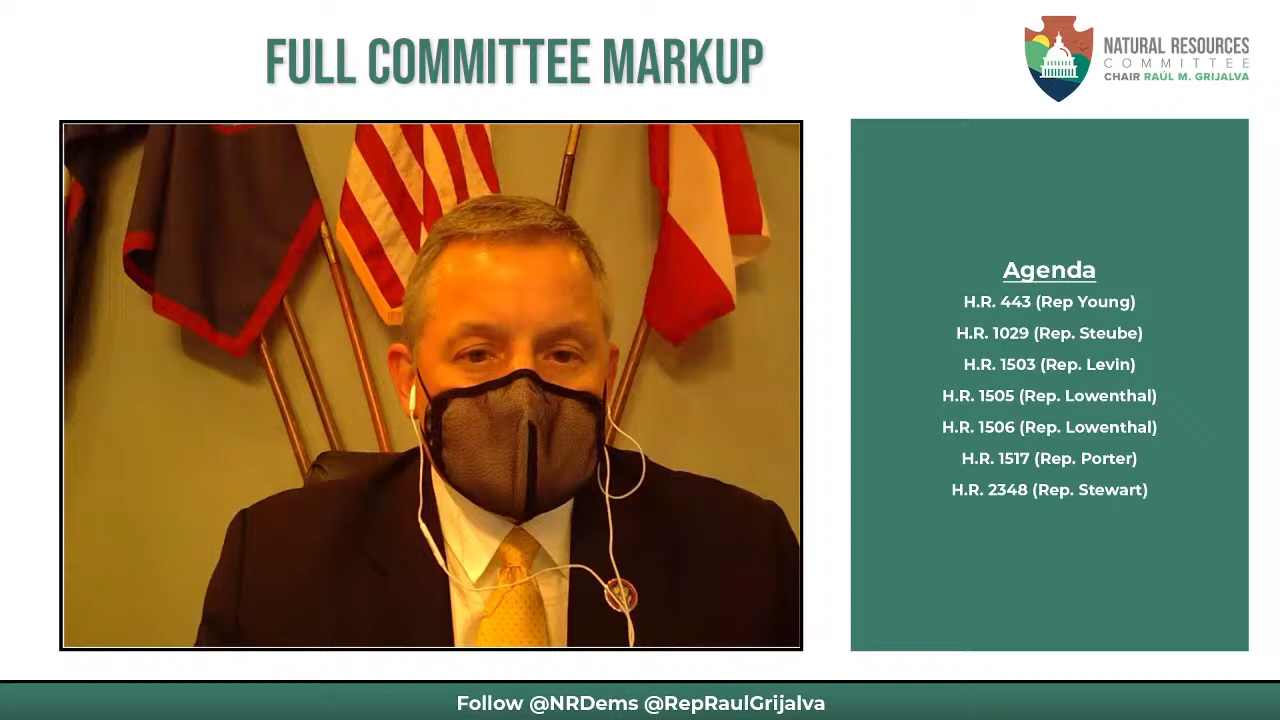 FULL COMMITTEE MARKUP
NATURAL RESOURCES
COMMITTEE
CHAIR RAÚL M. GRIJALVA
Agenda
H.R. 443 (Rep Young)
H.R. 1029 (Rep. Steube)
H.R. 1503 (Rep. Levin)
H.R. 1505 (Rep. Lowenthal)
H.R. 1506 (Rep. Lowenthal)
H.R. 1517 (Rep. Porter)
H.R. 2348 (Rep. Stewart)
Follow @NRDems @RepRaulGrijalva